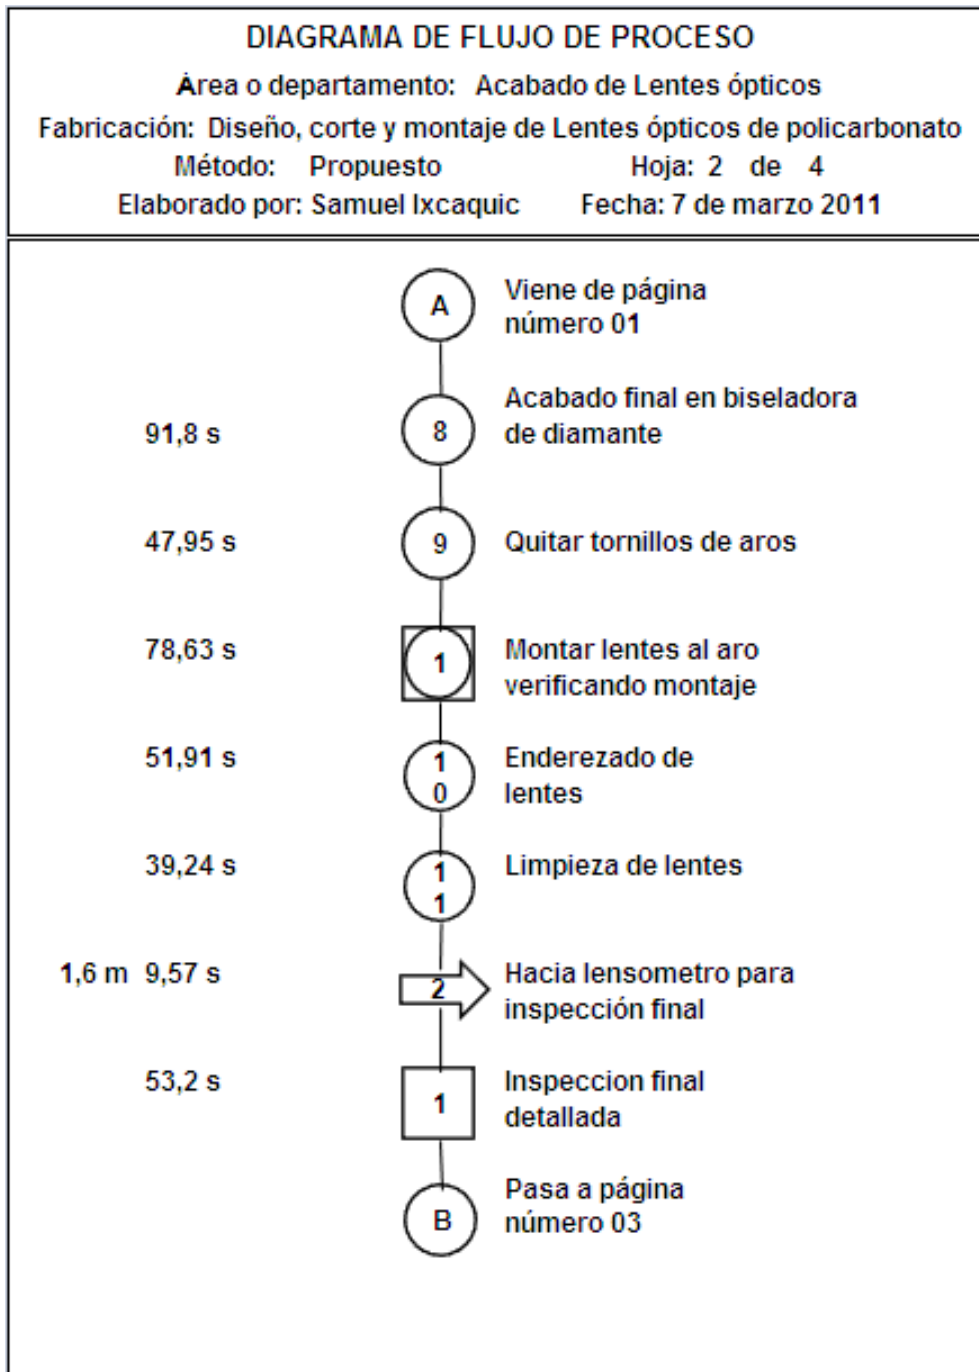 DIAGRAMA DE FLUJO DE PROCESO
Área o departamento: Acabado de Lentes ópticos
Fabricación: Diseño, corte y montaje de Lentes ópticos de policarbonato
Método: Propuesto Hoja: 2 de 4
Elaborado por: Samuel Ixcaquic Fecha: 7 de marzo 2011
A Viene de página
número 01
91,8 s 8 Acabado final en biseladora
de diamante
47,95 s 9 Quitar tornillos de aros
78,63 s 1 Montar lentes al aro
verificando montaje
51,91 s 10 Enderezado de
lentes
39,24 s 11 Limpieza de lentes
1,6 m 9,57 s 2 Hacia lensometro para
inspección final
53,2 s 1 Inspeccion final
detallada
B Pasa a página
número 03